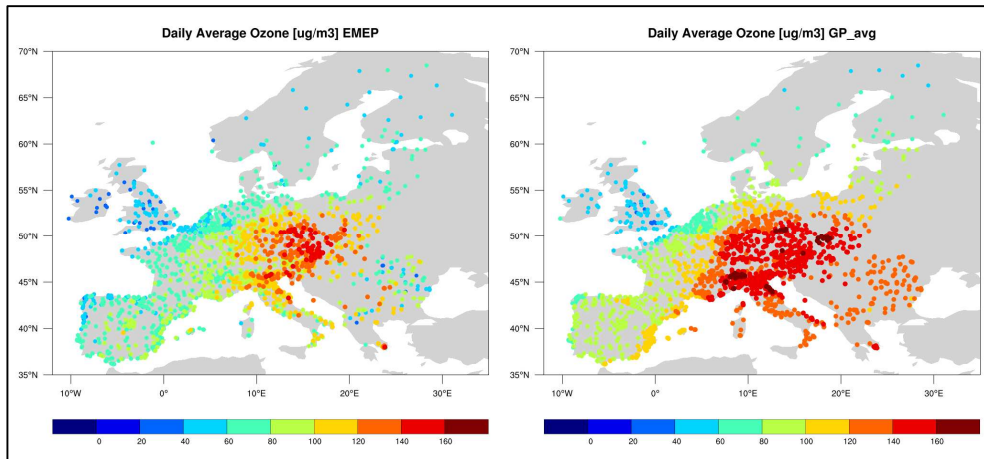 Daily Average Ozone [ug/m3] EMEP
70°N
65°N
60°N
55°N
50°N
45°N
40°N
35°N
10°W 0° 10°E 20°E 30°E
0 20 40 60 80 100 120 140 160
Daily Average Ozone [ug/m3] GP_avg
70°N
65°N
60°N
55°N
50°N
45°N
40°N
35°N
10°W 0° 10°E 20°E 30°E
0 20 40 60 80 100 120 140 160